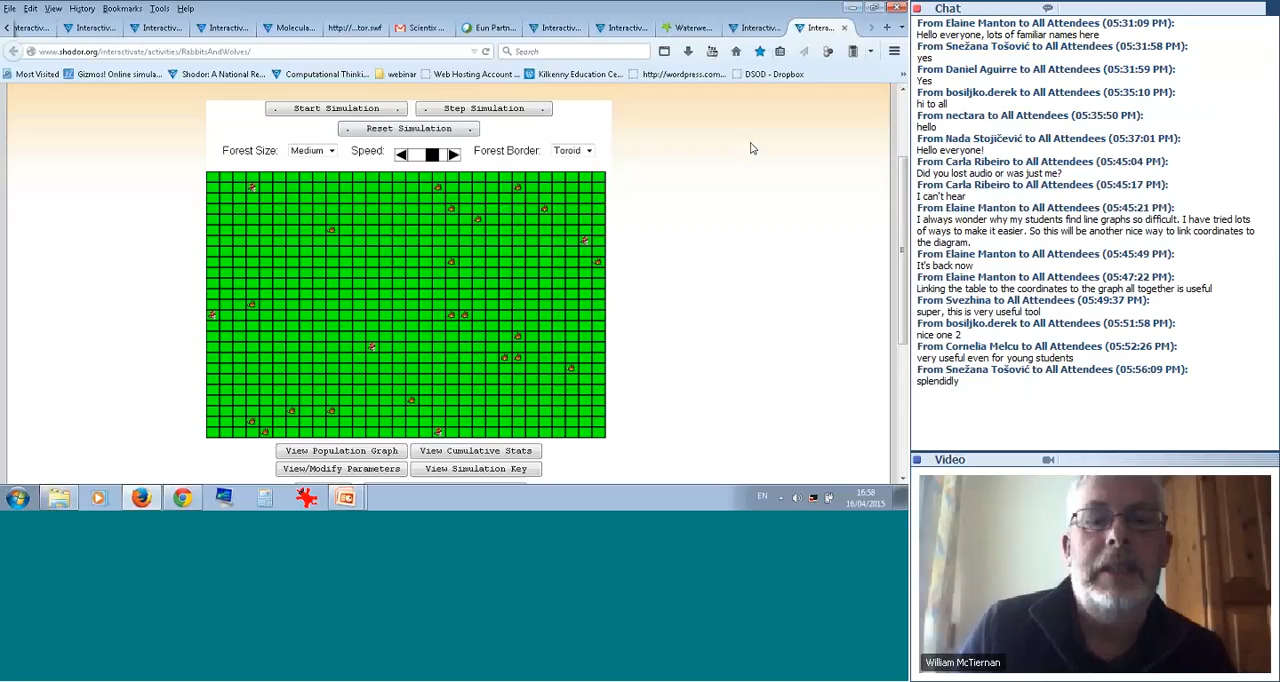 File Edit View History Bookmarks Tools Help
nteractiv... Interactiv... Interactiv... Interactiv... Molecula... http://...tor.swf Scientix ... Eun Partn... Interactiv... Interactiv... Waterwe... Interactiv... Intera...
www.shodor.org/interactivate/activities/RabbitsAndWolves/ Search
Most Visited Gizmos! Online simula... Shodor: A National Re... Computational Thinki... webinar Web Hosting Account ... Kilkenny Education Ce... http://wordpress.com... DSOD - Dropbox
. Start Simulation . . Step Simulation .
. Reset Simulation .
Forest Size: Medium Speed: Forest Border: Toroid
View Population Graph View Cumulative Stats
View/Modify Parameters View Simulation Key
EN 16:58
16/04/2015
Chat
From Elaine Manton to All Attendees (05:31:09 PM):
Hello everyone, lots of familiar names here
From Snežana Tošović to All Attendees (05:31:58 PM):
yes
From Daniel Aguirre to All Attendees (05:31:59 PM):
Yes
From bosiljko.derek to All Attendees (05:35:10 PM):
hi to all
From nectara to All Attendees (05:35:50 PM):
hello
From Nada Stojičević to All Attendees (05:37:01 PM):
Hello everyone!
From Carla Ribeiro to All Attendees (05:45:04 PM):
Did you lost audio or was just me?
From Carla Ribeiro to All Attendees (05:45:17 PM):
I can't hear
From Elaine Manton to All Attendees (05:45:21 PM):
I always wonder why my students find line graphs so difficult. I have tried lots
of ways to make it easier. So this will be another nice way to link coordinates to
the diagram.
From Elaine Manton to All Attendees (05:45:49 PM):
It's back now
From Elaine Manton to All Attendees (05:47:22 PM):
Linking the table to the coordinates to the graph all together is useful
From Svezhina to All Attendees (05:49:37 PM):
super, this is very useful tool
From bosiljko.derek to All Attendees (05:51:58 PM):
nice one 2
From Cornelia Melcu to All Attendees (05:52:26 PM):
very useful even for young students
From Snežana Tošović to All Attendees (05:56:09 PM):
splendidly
Video
William McTiernan